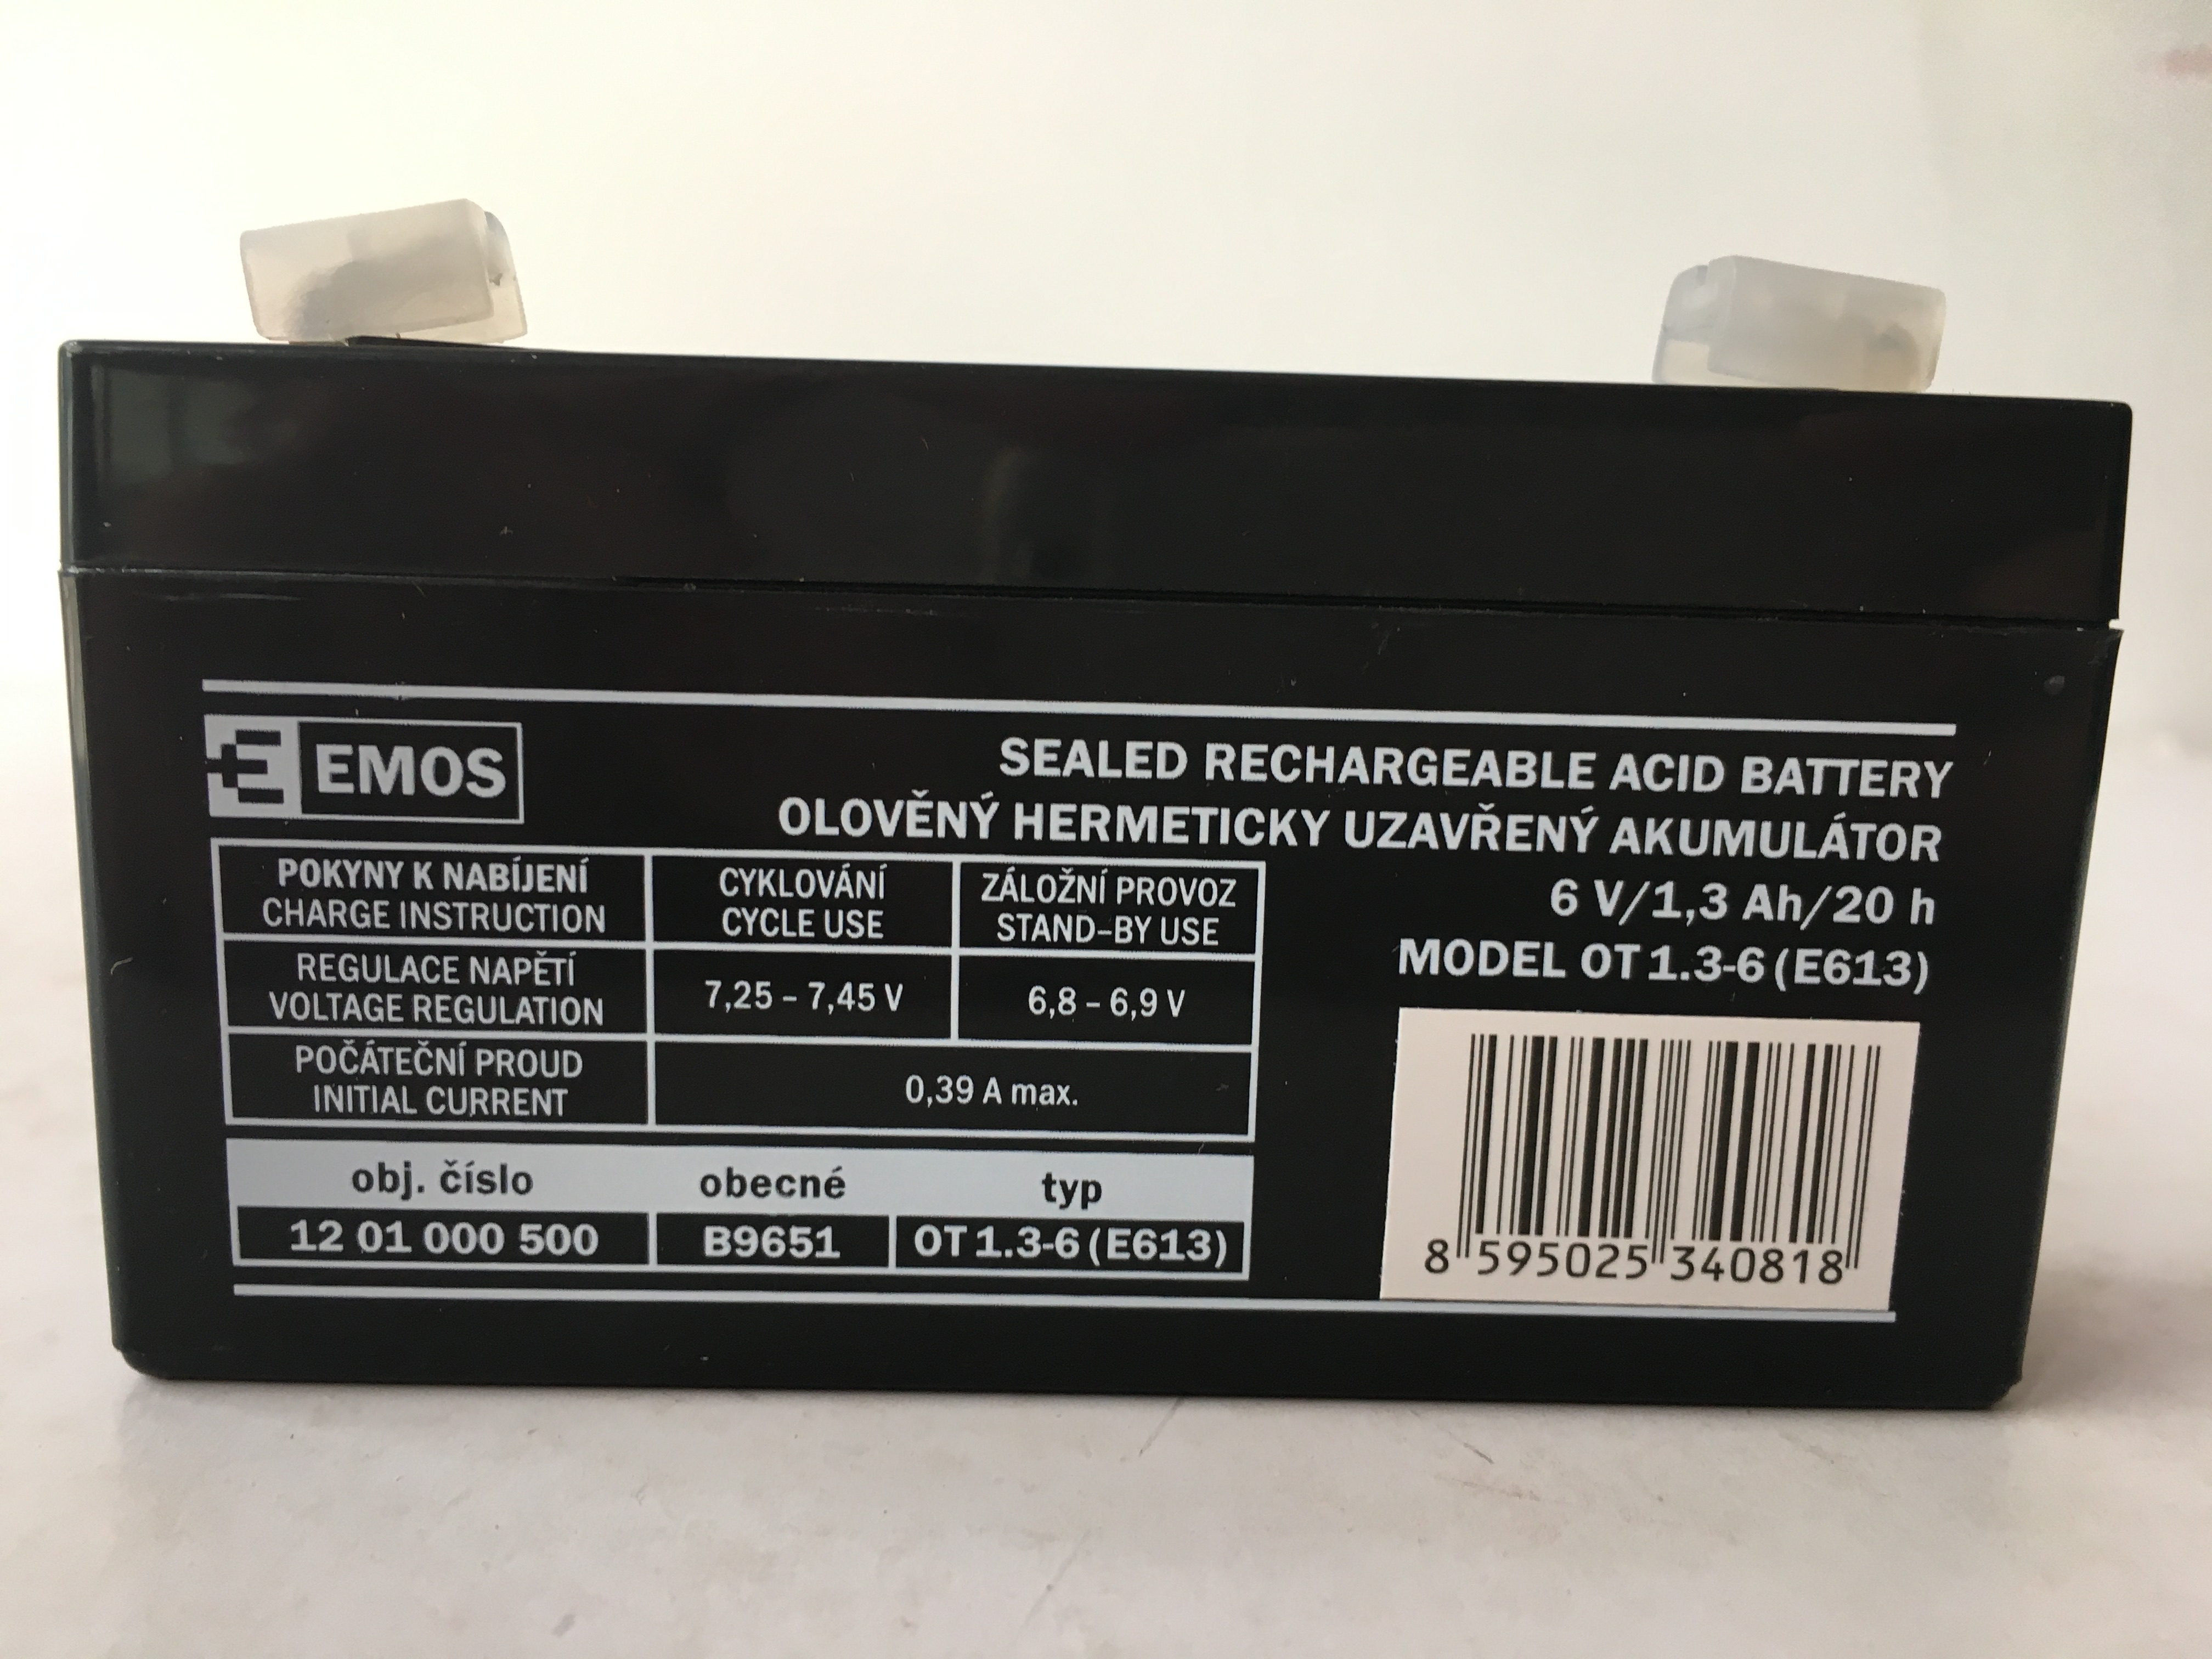 EMOS
SEALED RECHARGEABLE ACID BATTERY
OLOVĚNÝ HERMETICKY UZAVŘENÝ AKUMULÁTOR
6 V/1,3 Ah/20 h
MODEL OT 1.3-6 (E613)
POKYNY K NABÍJENÍ
CHARGE INSTRUCTION
CYKLOVÁNÍ
CYCLE USE
ZÁLOŽNÍ PROVOZ
STAND-BY USE
REGULACE NAPĚTÍ
VOLTAGE REGULATION
7,25 – 7,45 V
6,8 – 6,9 V
POČÁTEČNÍ PROUD
INITIAL CURRENT
0,39 A max.
obj. číslo
obecné
typ
12 01 000 500
B9651
OT 1.3-6 (E613)
8 595025 340818